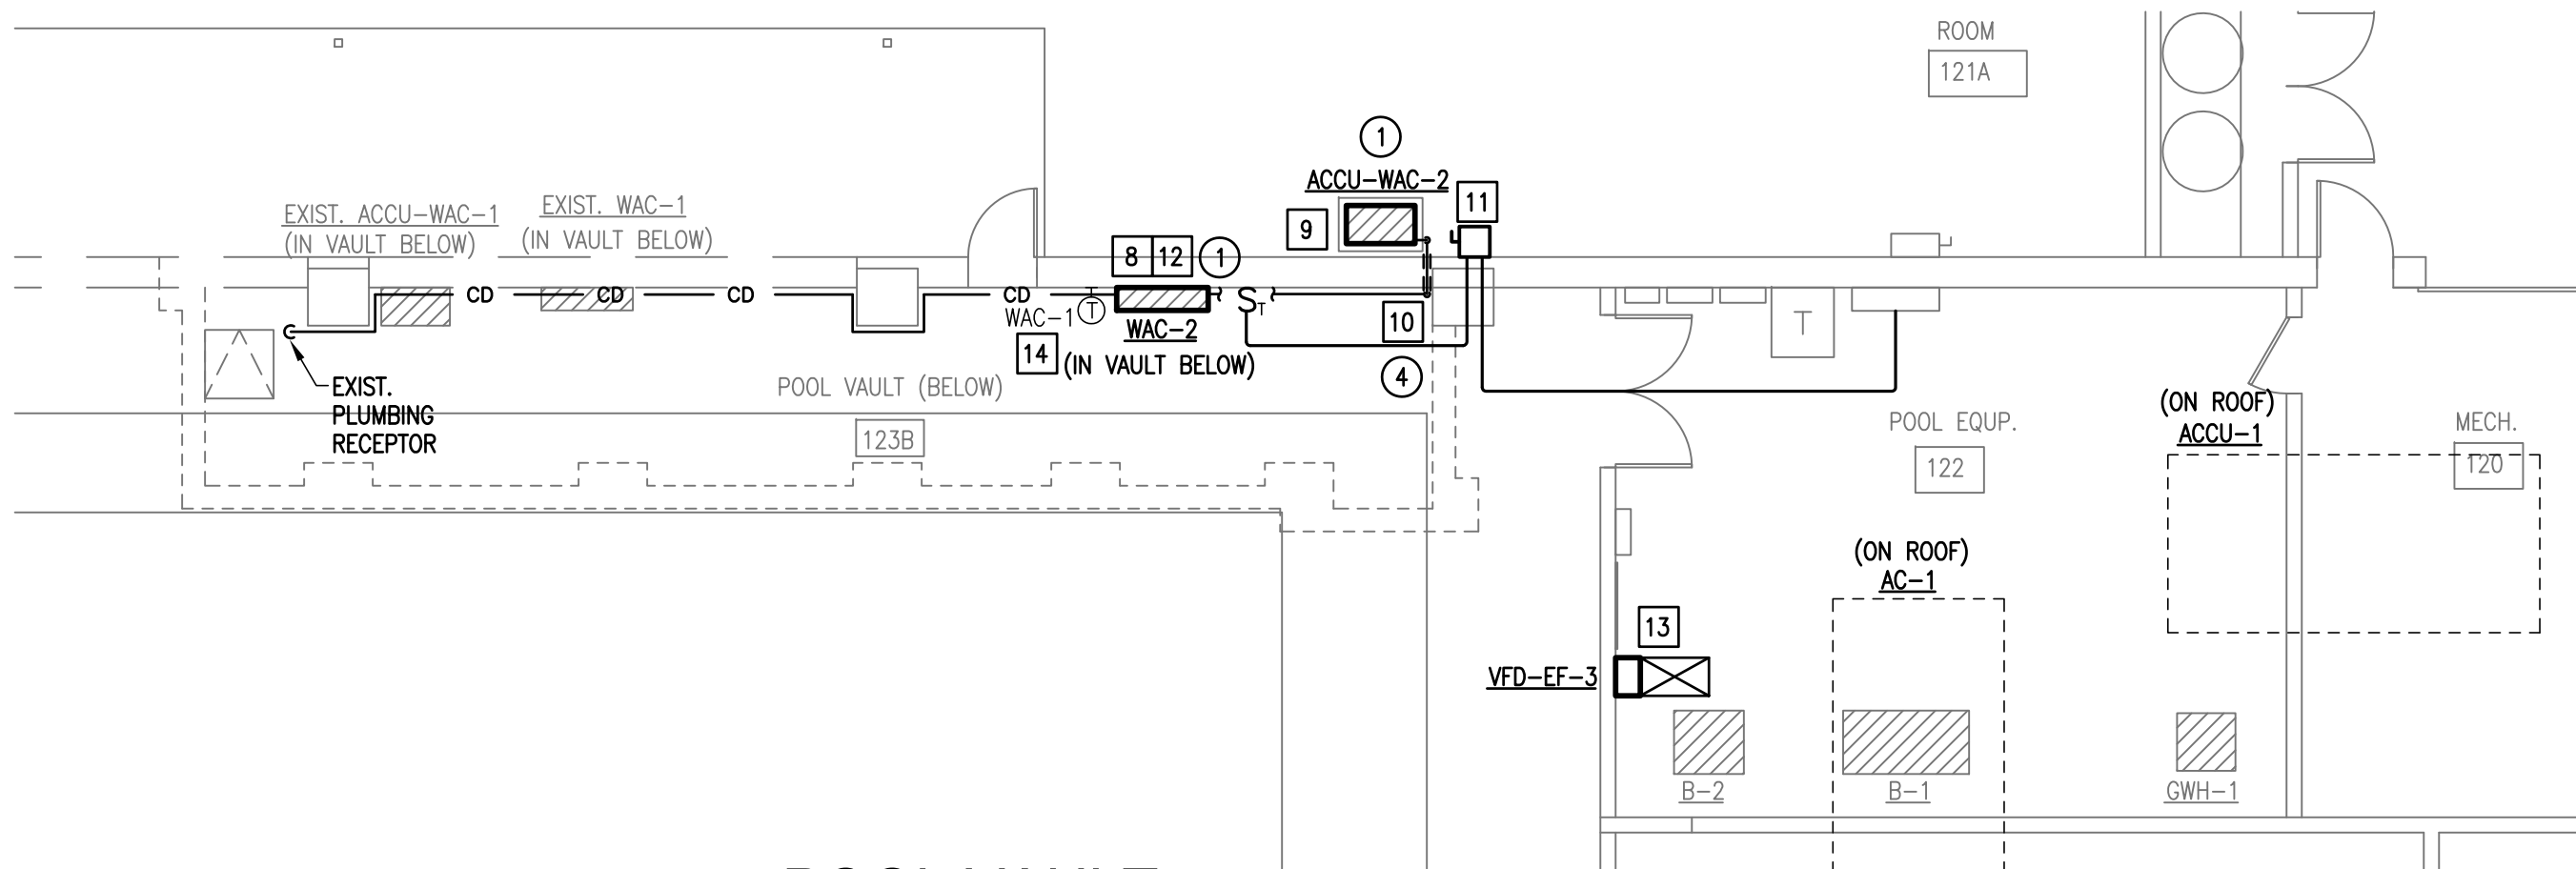 ROOM
121A
1
ACCU-WAC-2
11
9
EXIST. ACCU-WAC-1
(IN VAULT BELOW)
EXIST. WAC-1
(IN VAULT BELOW)
8 12 1
CD
CD
CD
CD
WAC-1 T
WAC-2
(IN VAULT BELOW)
14
ST
10
4
T
EXIST.
PLUMBING
RECEPTOR
POOL VAULT (BELOW)
123B
POOL EQUP.
122
(ON ROOF)
ACCU-1
MECH.
120
(ON ROOF)
AC-1
13
VFD-EF-3
B-2
B-1
GWH-1